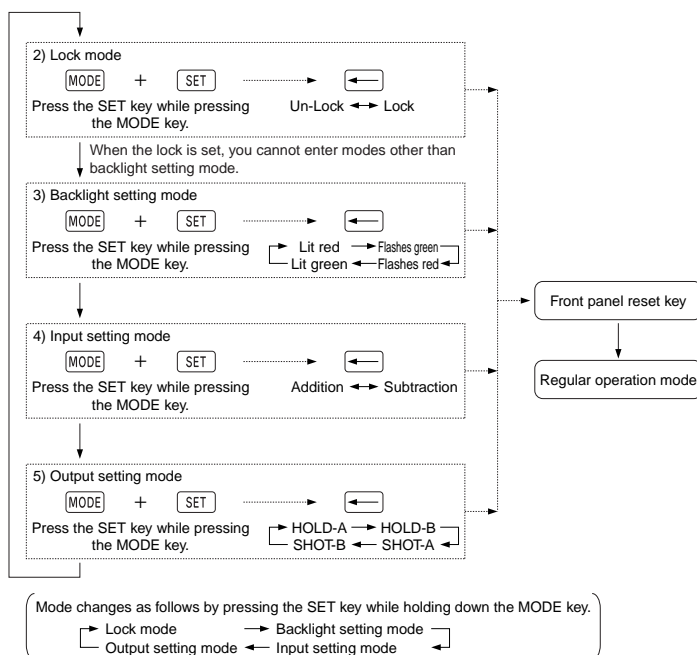 2) Lock mode
MODE + SET ←
Press the SET key while pressing Un-Lock ↔ Lock
the MODE key.
When the lock is set, you cannot enter modes other than
backlight setting mode.
3) Backlight setting mode
MODE + SET ←
Press the SET key while pressing
the MODE key.
Lit red → Flashes green
Lit green ← Flashes red
4) Input setting mode
MODE + SET ←
Press the SET key while pressing Addition ↔ Subtraction
the MODE key.
5) Output setting mode
MODE + SET ←
Press the SET key while pressing
the MODE key.
HOLD-A → HOLD-B
SHOT-B ← SHOT-A
Front panel reset key
Regular operation mode
Mode changes as follows by pressing the SET key while holding down the MODE key.
Lock mode → Backlight setting mode
Output setting mode ← Input setting mode